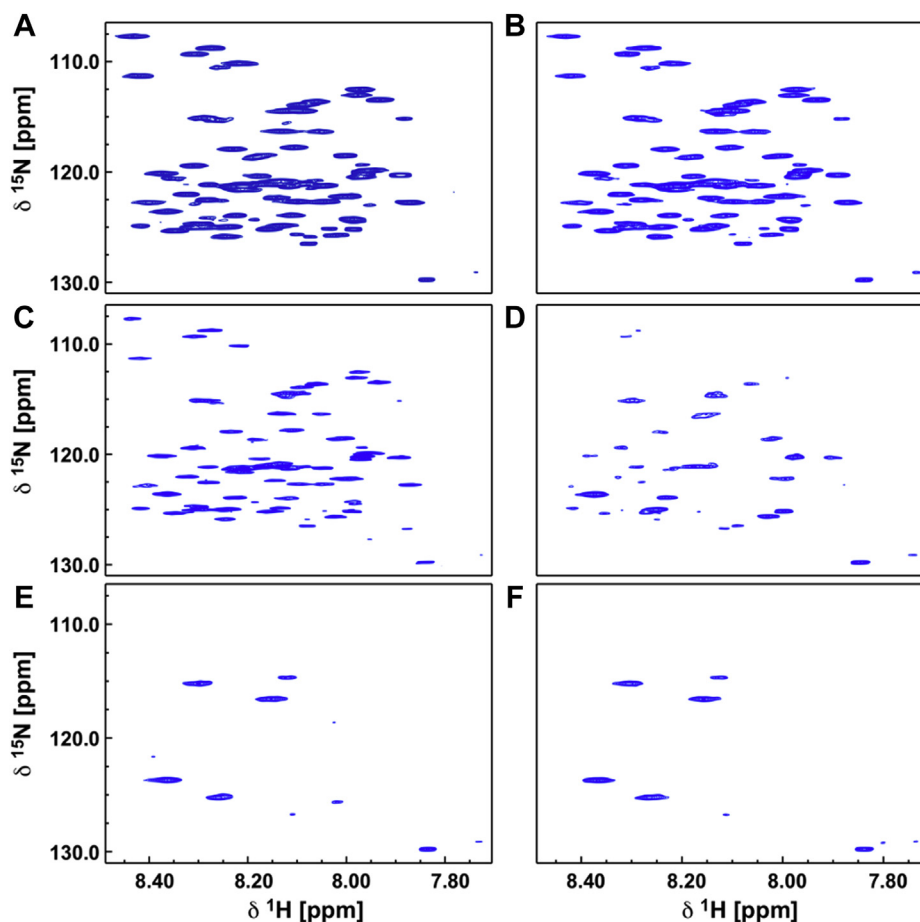 A
B
110.0
120.0
130.0
δ ¹⁵N [ppm]
C
D
110.0
120.0
130.0
δ ¹⁵N [ppm]
E
F
110.0
120.0
130.0
δ ¹⁵N [ppm]
8.40 8.20 8.00 7.80
8.40 8.20 8.00 7.80
δ ¹H [ppm]
δ ¹H [ppm]